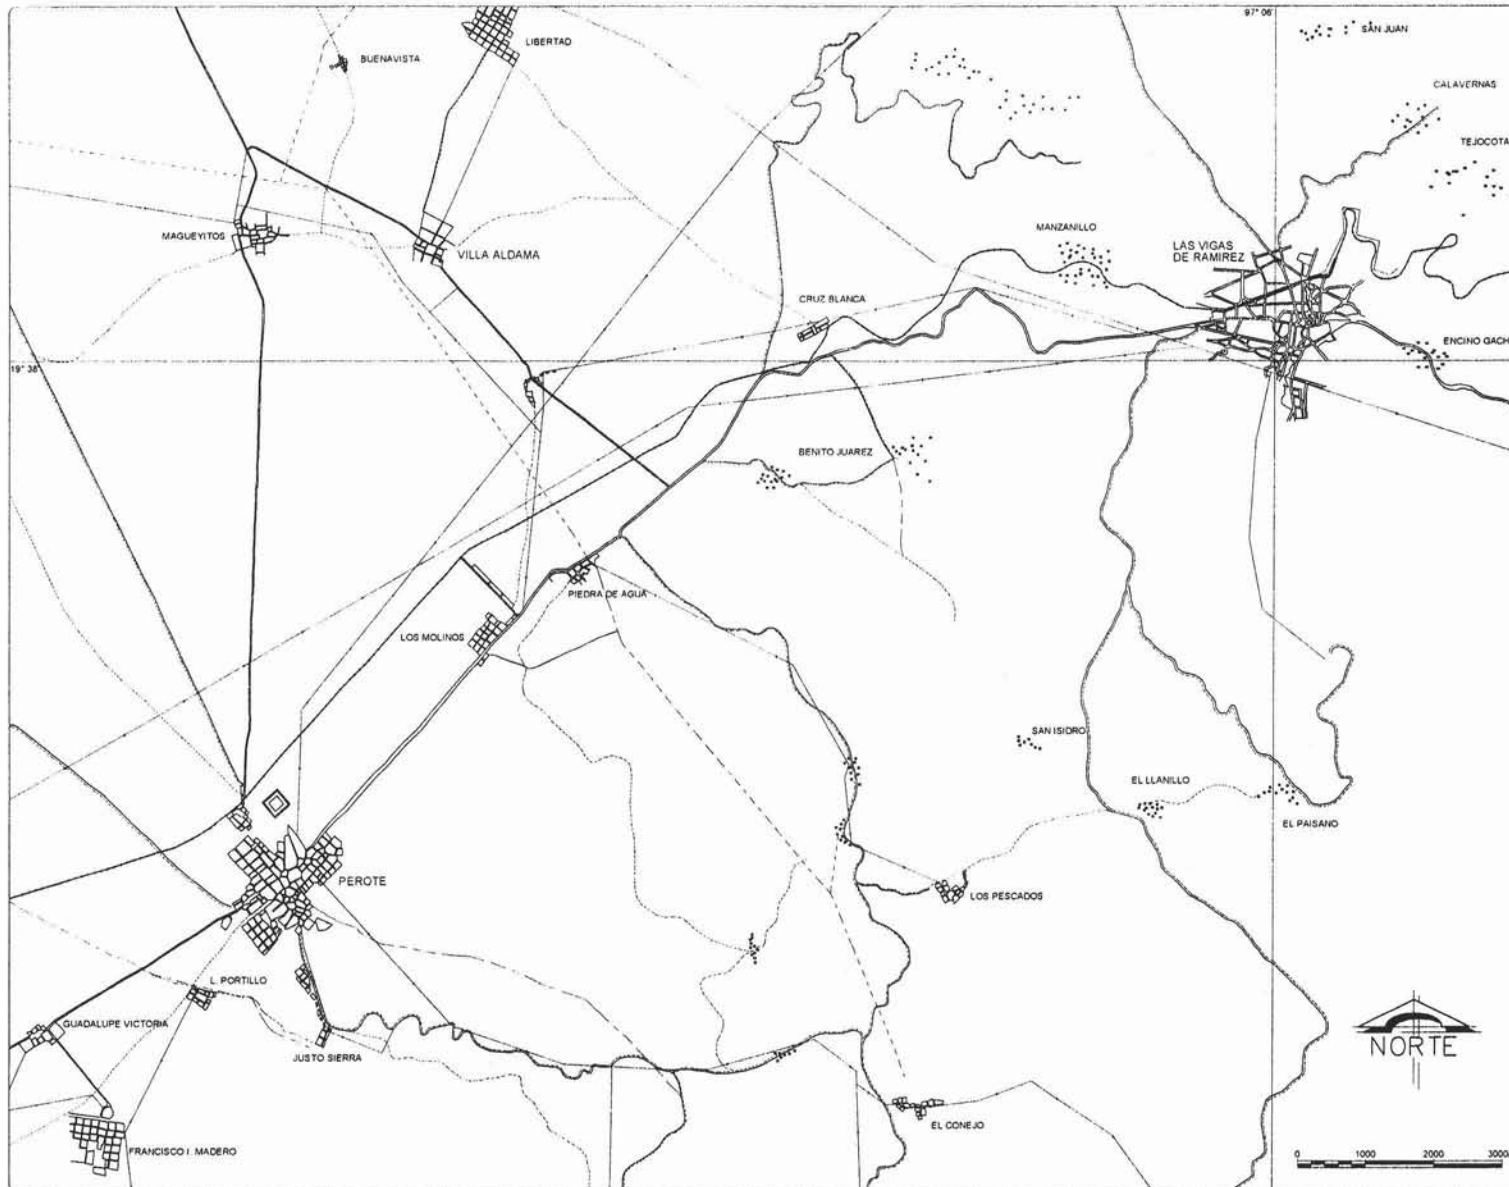 97° 06'
SAN JUAN
LIBERTAD
BUENAVISTA
CALAVERNAS
TEJOCOTA
MANZANILLO
MAGUEYITOS
VILLA ALDAMA
LAS VIGAS
DE RAMIREZ
CRUZ BLANCA
ENCINO GACH
19° 38'
BENITO JUAREZ
PIEDRA DE AGUA
LOS MOLINOS
SAN ISIDRO
EL LLANILLO
EL PAISANO
PEROTE
LOS PESCADOS
L. PORTILLO
GUADALUPE VICTORIA
JUSTO SIERRA
NORTE
EL CONEJO
FRANCISCO I. MADERO
0 1000 2000 3000